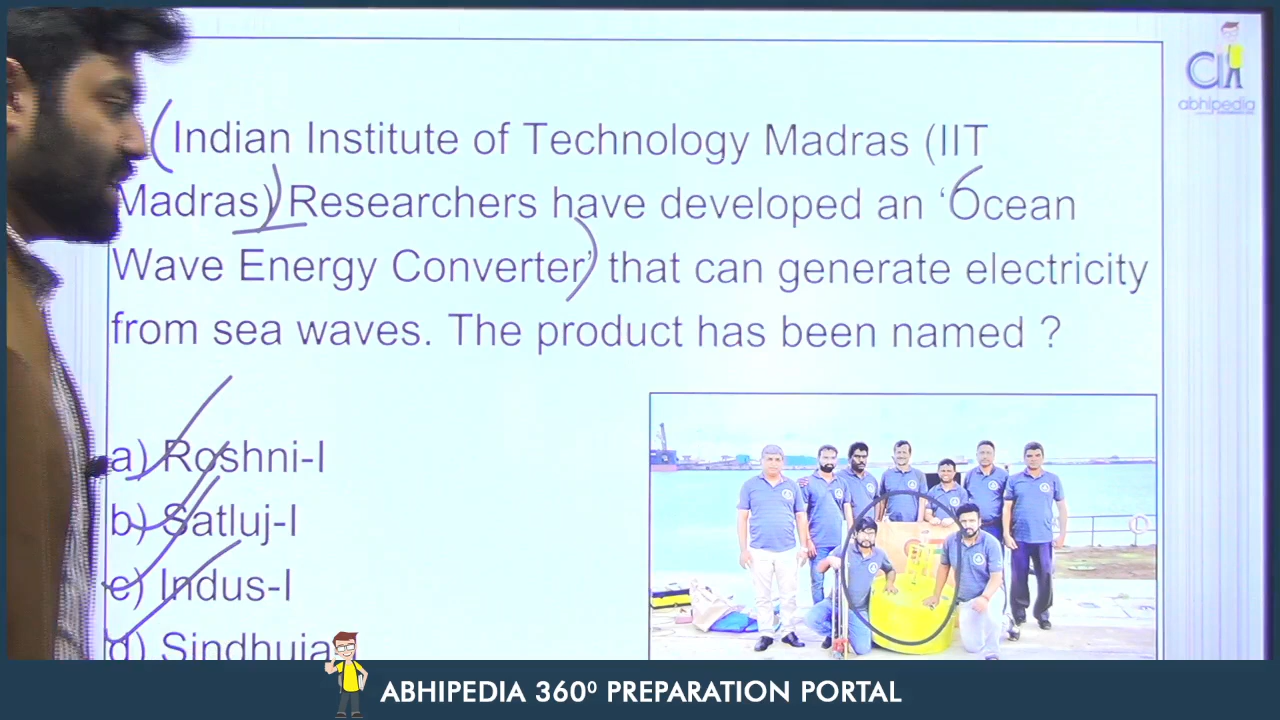 abhipedia
(Indian Institute of Technology Madras (IIT
Madras) Researchers have developed an ‘Ocean
Wave Energy Converter’ that can generate electricity
from sea waves. The product has been named ?
a) Roshni-I
b) Satluj-I
c) Indus-I
d) Sindhuja
ABHIPEDIA 360⁰ PREPARATION PORTAL